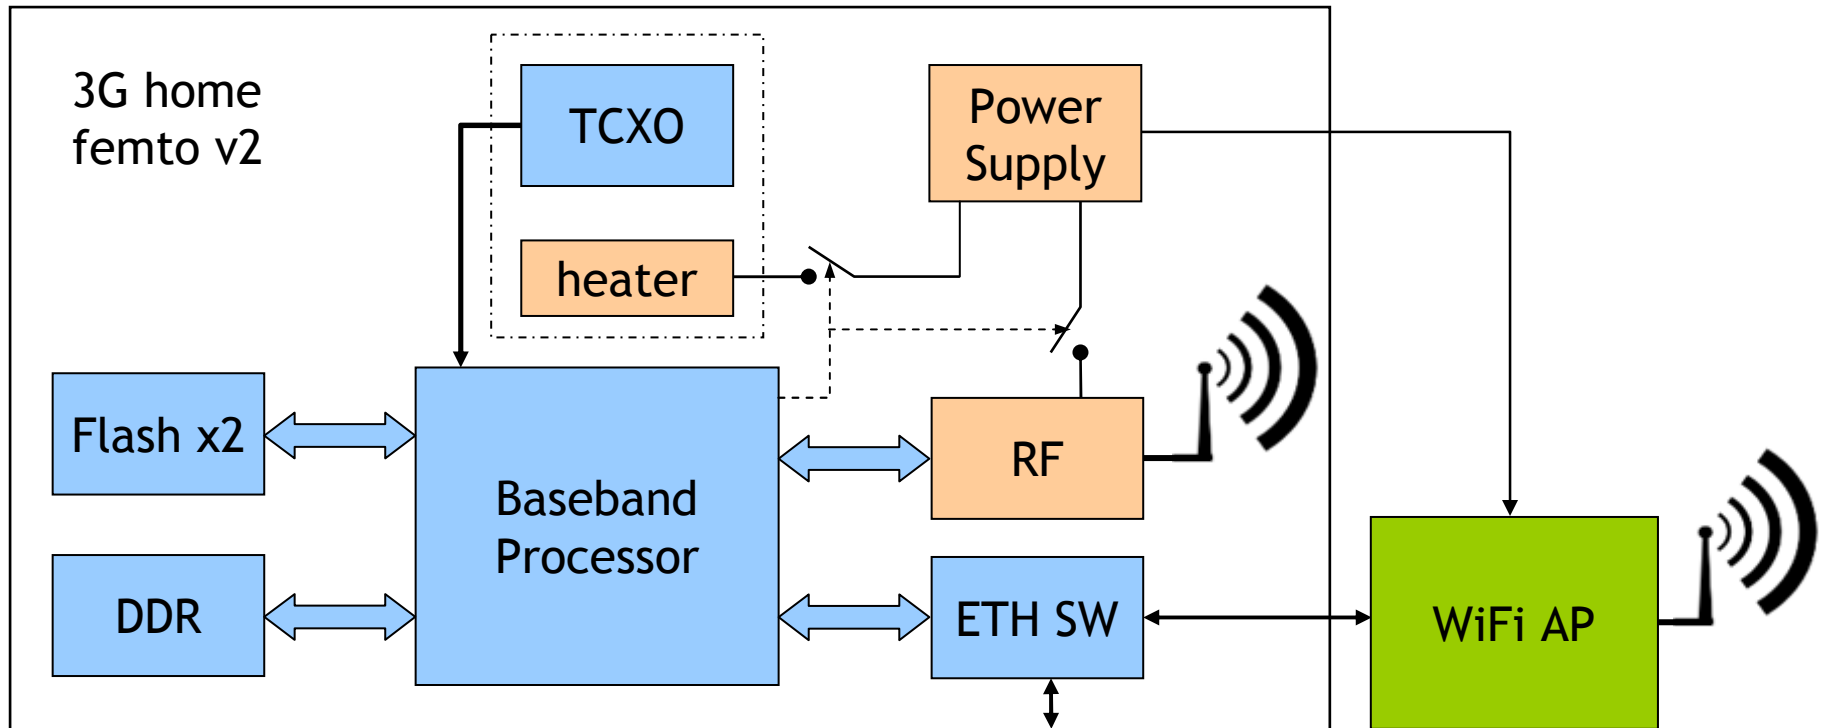 3G home
femto v2
TCXO
Power
Supply
heater
Flash x2
Baseband
Processor
RF
DDR
ETH SW
WiFi AP